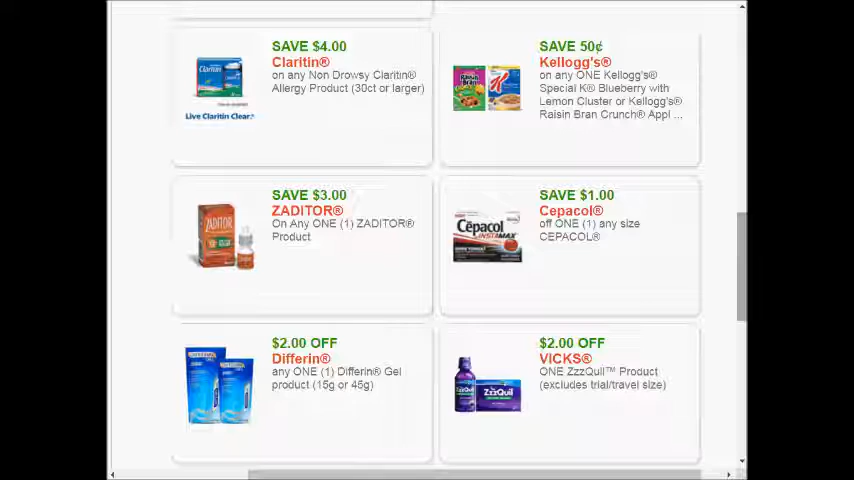 SAVE $4.00
Claritin®
on any Non Drowsy Claritin®
Allergy Product (30ct or larger)
Claritin
Live Claritin Clear.
SAVE 50¢
Kellogg's®
on any ONE Kellogg's®
Special K® Blueberry with
Lemon Cluster or Kellogg's®
Raisin Bran Crunch® Appl ...
SAVE $3.00
ZADITOR®
On Any ONE (1) ZADITOR®
Product
ZADITOR
SAVE $1.00
Cepacol®
off ONE (1) any size
CEPACOL®
Cēpacol
INSTAMAX
$2.00 OFF
Differin®
any ONE (1) Differin® Gel
product (15g or 45g)
$2.00 OFF
VICKS®
ONE ZzzQuil™ Product
(excludes trial/travel size)
ZzzQuil